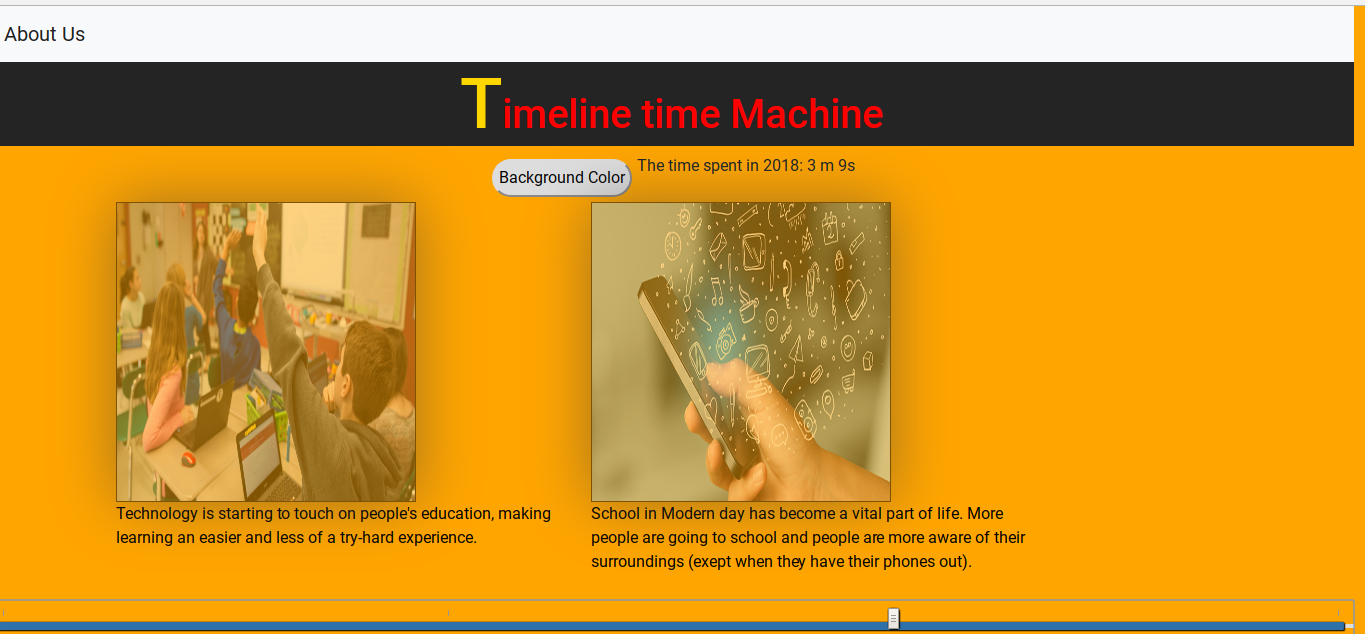 About Us
Timeline time Machine
Background Color
The time spent in 2018: 3 m 9s
Technology is starting to touch on people's education, making
learning an easier and less of a try-hard experience.
School in Modern day has become a vital part of life. More
people are going to school and people are more aware of their
surroundings (exept when they have their phones out).